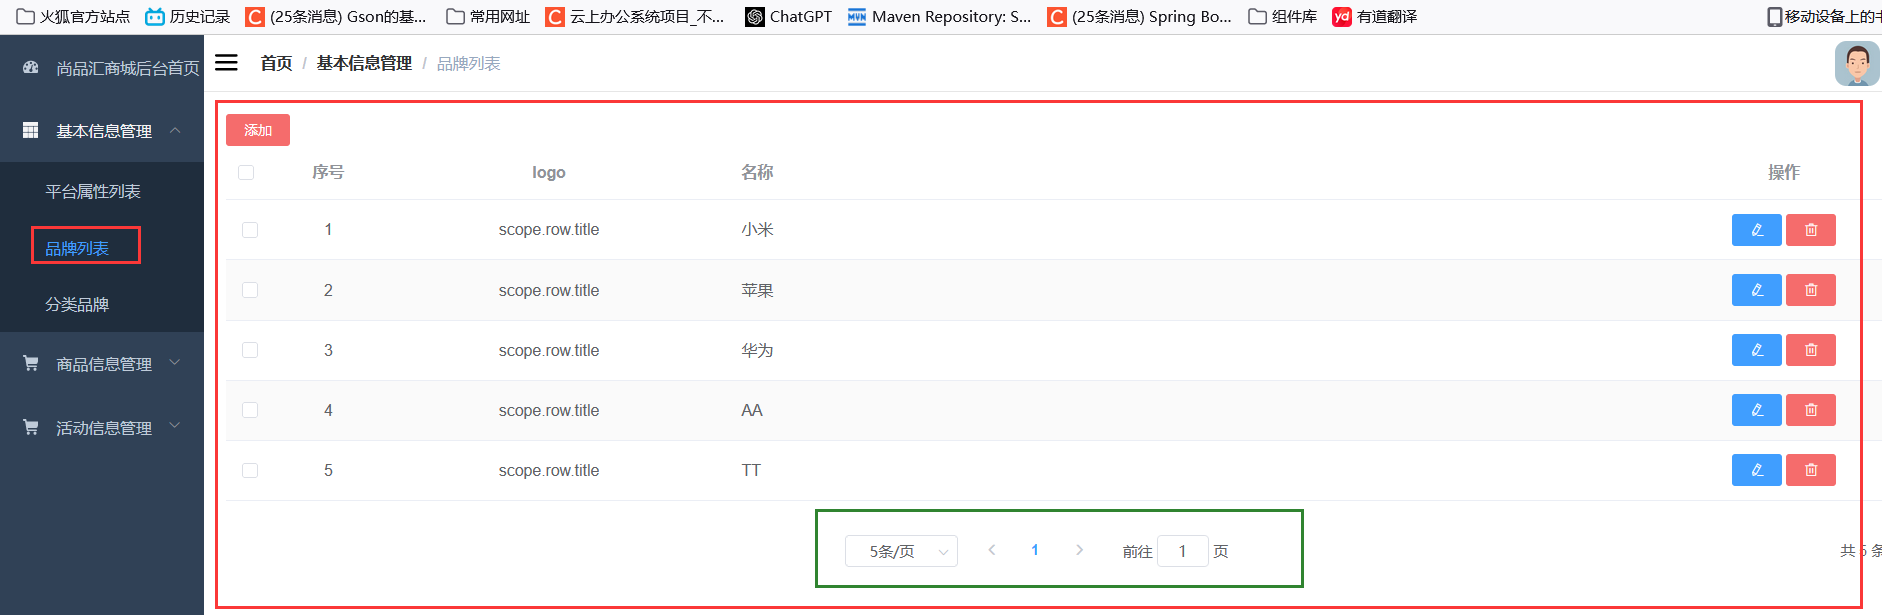 火狐官方站点 历史记录 (25条消息) Gson的基... 常用网址 云上办公系统项目_不... ChatGPT Maven Repository: S... (25条消息) Spring Bo... 组件库 有道翻译 移动设备上的书
尚品汇商城后台首页
基本信息管理
平台属性列表
品牌列表
分类品牌
商品信息管理
活动信息管理
首页 / 基本信息管理 / 品牌列表
添加
序号 logo 名称 操作
1 scope.row.title 小米
2 scope.row.title 苹果
3 scope.row.title 华为
4 scope.row.title AA
5 scope.row.title TT
5条/页 1 前往 1 页 共 5 条